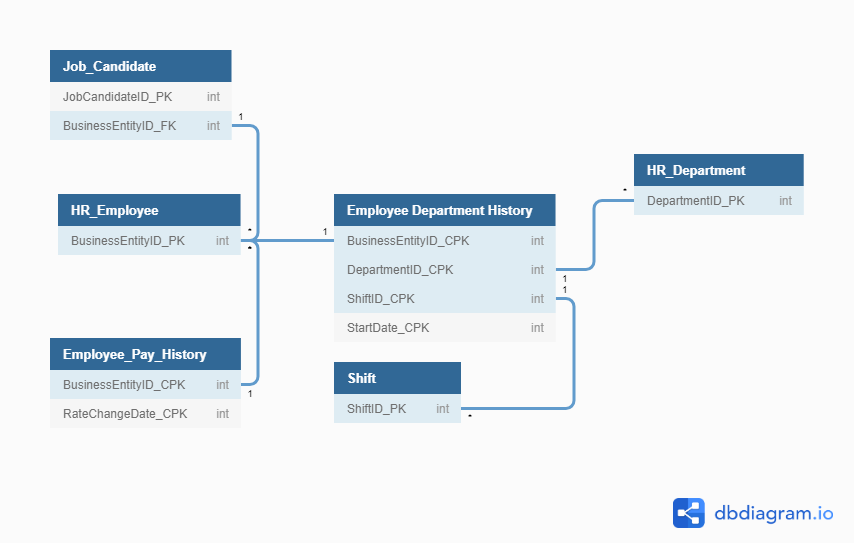 Job_Candidate
JobCandidateID_PK int
BusinessEntityID_FK int
1
HR_Employee
BusinessEntityID_PK int
*
*
Employee_Pay_History
BusinessEntityID_CPK int
RateChangeDate_CPK int
1
1
Employee Department History
BusinessEntityID_CPK int
DepartmentID_CPK int
ShiftID_CPK int
StartDate_CPK int
1
1
Shift
ShiftID_PK int
*
HR_Department
DepartmentID_PK int
*
dbdiagram.io